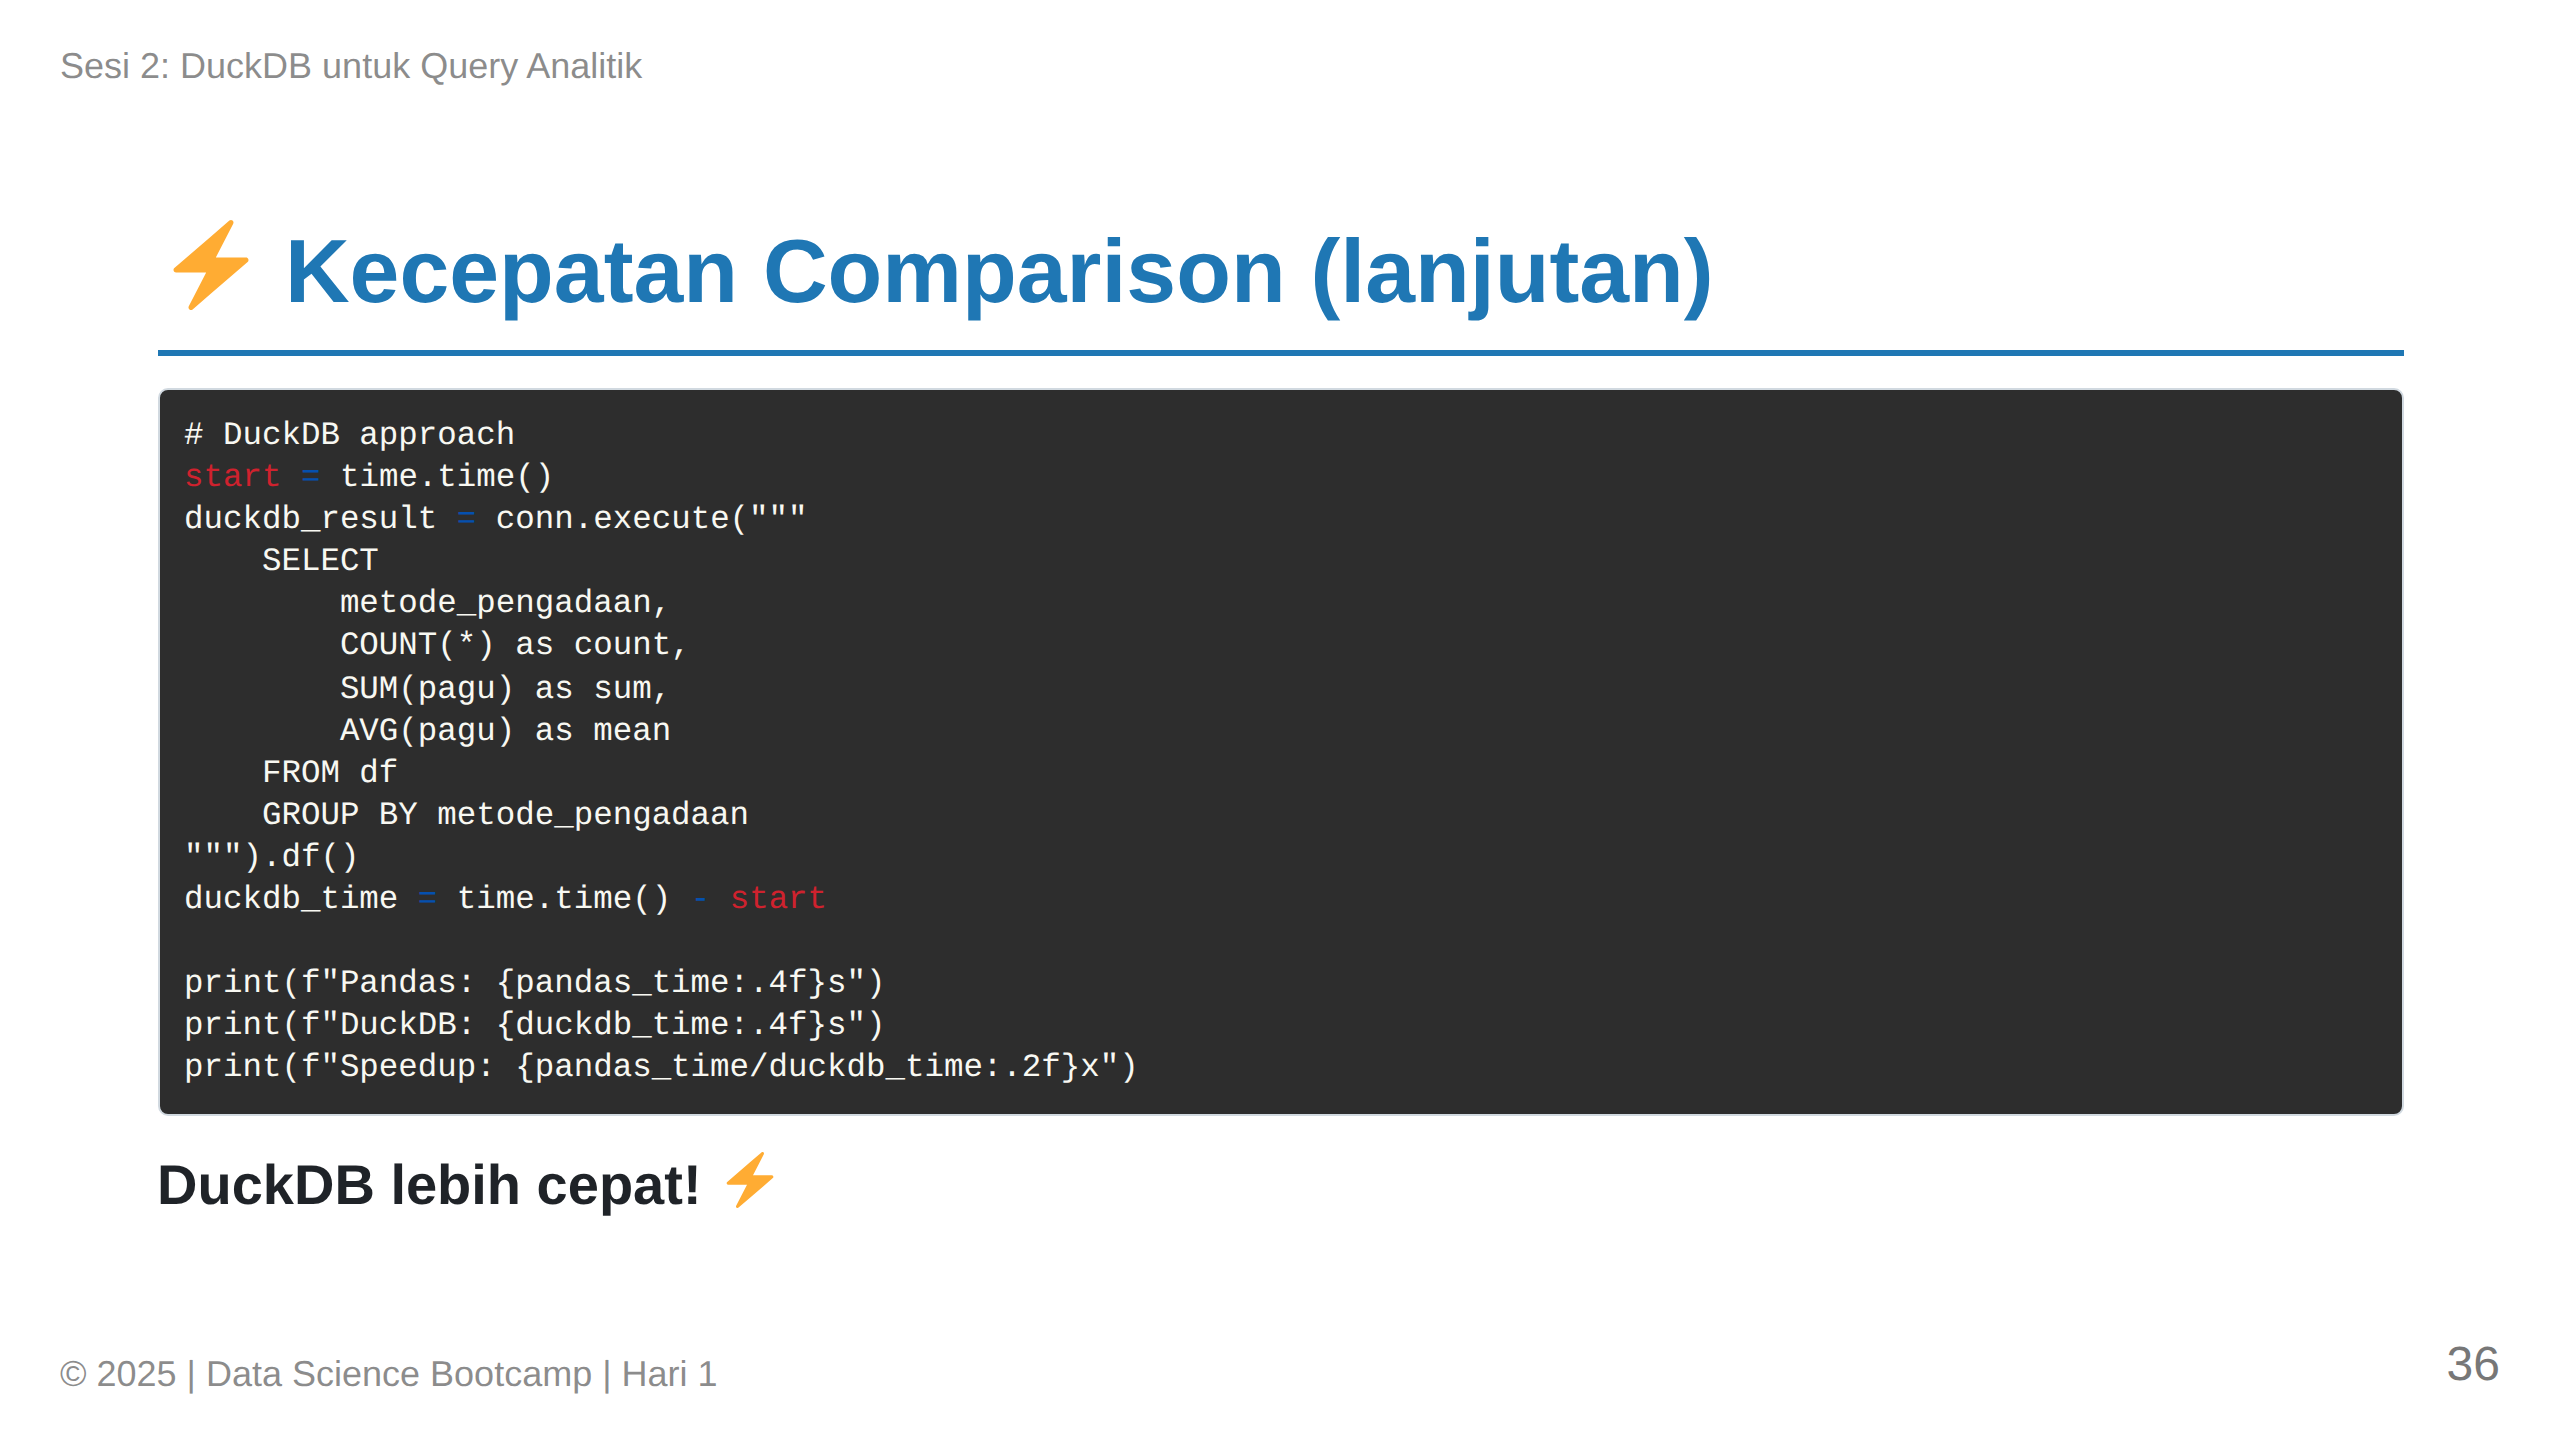 Sesi 2: DuckDB untuk Query Analitik
⚡ Kecepatan Comparison (lanjutan)
# DuckDB approach
start = time.time()
duckdb_result = conn.execute("""
    SELECT
        metode_pengadaan,
        COUNT(*) as count,
        SUM(pagu) as sum,
        AVG(pagu) as mean
    FROM df
    GROUP BY metode_pengadaan
""").df()
duckdb_time = time.time() - start

print(f"Pandas: {pandas_time:.4f}s")
print(f"DuckDB: {duckdb_time:.4f}s")
print(f"Speedup: {pandas_time/duckdb_time:.2f}x")
DuckDB lebih cepat! ⚡
© 2025 | Data Science Bootcamp | Hari 1
36